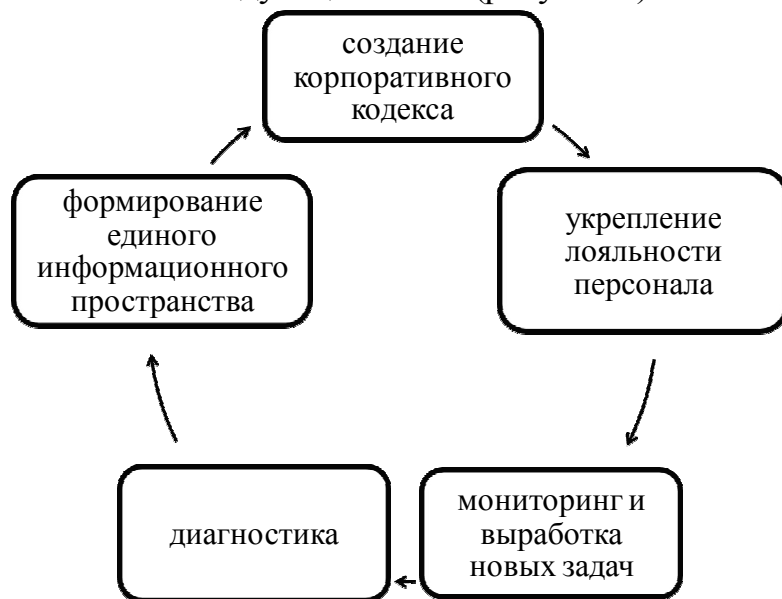 создание
корпоративного
кодекса
формирование
единого
информационного
пространства
укрепление
лояльности
персонала
диагностика
мониторинг и
выработка
новых задач